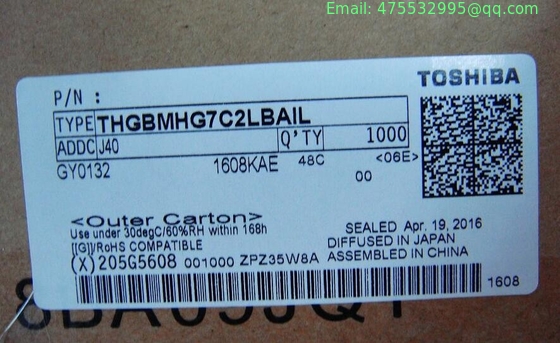 Email: 475532995@qq.com
TOSHIBA
P/N :
TYPE THGBMHG7C2LBAIL
ADDC J40 Q'TY 1000
GY0132 1608KAE 48C <06E>
00
<Outer Carton>
Use under 30degC/60%RH within 168h
[[G]]/RoHS COMPATIBLE
SEALED Apr. 19, 2016
DIFFUSED IN JAPAN
ASSEMBLED IN CHINA
(X) 205G5608 001000 ZPZ35W8A
1608